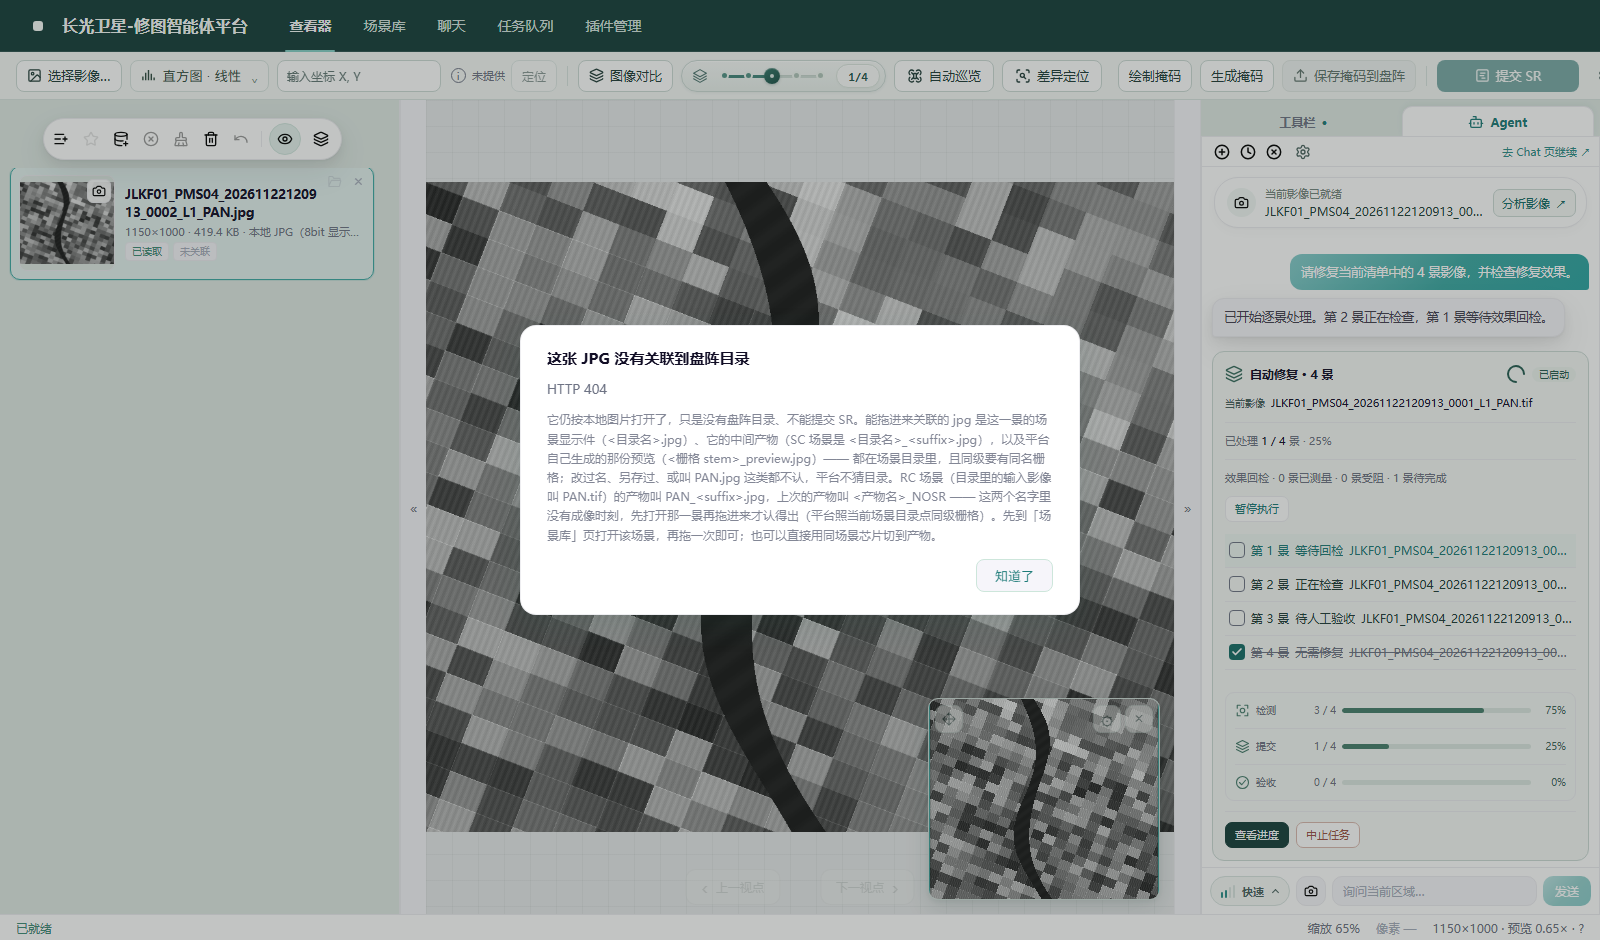 长光卫星-修图智能体平台
查看器
场景库
聊天
任务队列
插件管理
选择影像...
直方图 · 线性
输入坐标 X, Y
未提供
定位
图像对比
1/4
自动巡览
差异定位
绘制掩码
生成掩码
保存掩码到盘阵
提交 SR
工具栏 •
Agent
去 Chat 页继续 ↗
JLKF01_PMS04_202611221209
13_0002_L1_PAN.jpg
1150×1000 · 419.4 KB · 本地 JPG（8bit 显示...
已读取
未关联
当前影像已就绪
JLKF01_PMS04_20261122120913_00...
分析影像 ↗
请修复当前清单中的 4 景影像，并检查修复效果。
已开始逐景处理。第 2 景正在检查，第 1 景等待效果回检。
自动修复 • 4 景
已启动
当前影像 JLKF01_PMS04_20261122120913_0001_L1_PAN.tif
已处理 1 / 4 景 · 25%
效果回检 · 0 景已测量 · 0 景受阻 · 1 景待完成
暂停执行
第 1 景 等待回检 JLKF01_PMS04_20261122120913_00...
第 2 景 正在检查 JLKF01_PMS04_20261122120913_00...
第 3 景 待人工验收 JLKF01_PMS04_20261122120913_0...
第 4 景 无需修复 JLKF01_PMS04_20261122120913_00...
检测 3 / 4 75%
提交 1 / 4 25%
验收 0 / 4 0%
查看进度
中止任务
这张 JPG 没有关联到盘阵目录
HTTP 404
它仍按本地图片打开了，只是没有盘阵目录、不能提交 SR。能拖进来关联的 jpg 是这一景的场
景显示件（<目录名>.jpg）、它的中间产物（SC 场景是 <目录名>_<suffix>.jpg），以及平台
自己生成的那份预览（<栅格 stem>_preview.jpg）—— 都在场景目录里，且同级要有同名栅
格；改过名、另存过、或叫 PAN.jpg 这类都不认，平台不猜目录。RC 场景（目录里的输入影像
叫 PAN.tif）的产物叫 PAN_<suffix>.jpg，上次的产物叫 <产物名>_NOSR —— 这两个名字里
没有成像时刻，先打开那一景再拖进来才认得出（平台照当前场景目录点同级栅格）。先到「场
景库」页打开该场景，再拖一次即可；也可以直接用同场景芯片切到产物。
知道了
‹ 上一视点
下一视点 ›
快速
询问当前区域...
发送
已就绪
缩放 65%
像素 —
1150×1000 · 预览 0.65× · ?